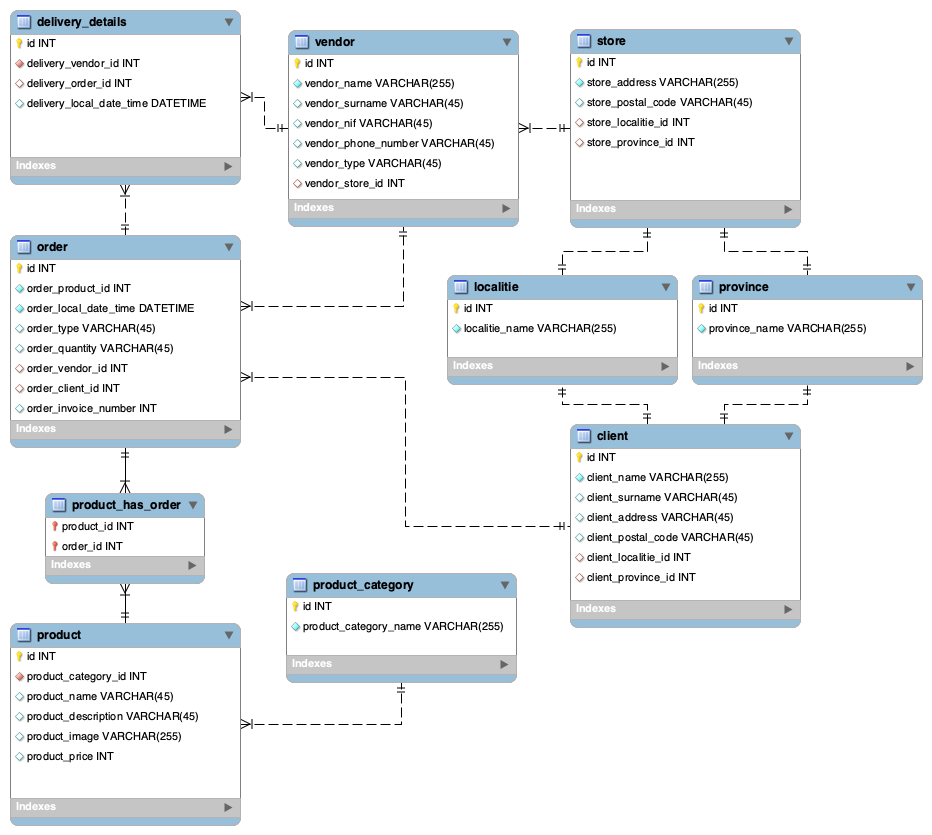 delivery_details
id INT
delivery_vendor_id INT
delivery_order_id INT
delivery_local_date_time DATETIME
Indexes
vendor
id INT
vendor_name VARCHAR(255)
vendor_surname VARCHAR(45)
vendor_nif VARCHAR(45)
vendor_phone_number VARCHAR(45)
vendor_type VARCHAR(45)
vendor_store_id INT
Indexes
store
id INT
store_address VARCHAR(255)
store_postal_code VARCHAR(45)
store_localitie_id INT
store_province_id INT
Indexes
order
id INT
order_product_id INT
order_local_date_time DATETIME
order_type VARCHAR(45)
order_quantity VARCHAR(45)
order_vendor_id INT
order_client_id INT
order_invoice_number INT
Indexes
localitie
id INT
localitie_name VARCHAR(255)
Indexes
province
id INT
province_name VARCHAR(255)
Indexes
client
id INT
client_name VARCHAR(255)
client_surname VARCHAR(45)
client_address VARCHAR(45)
client_postal_code VARCHAR(45)
client_localitie_id INT
client_province_id INT
Indexes
product_has_order
product_id INT
order_id INT
Indexes
product_category
id INT
product_category_name VARCHAR(255)
Indexes
product
id INT
product_category_id INT
product_name VARCHAR(45)
product_description VARCHAR(45)
product_image VARCHAR(255)
product_price INT
Indexes